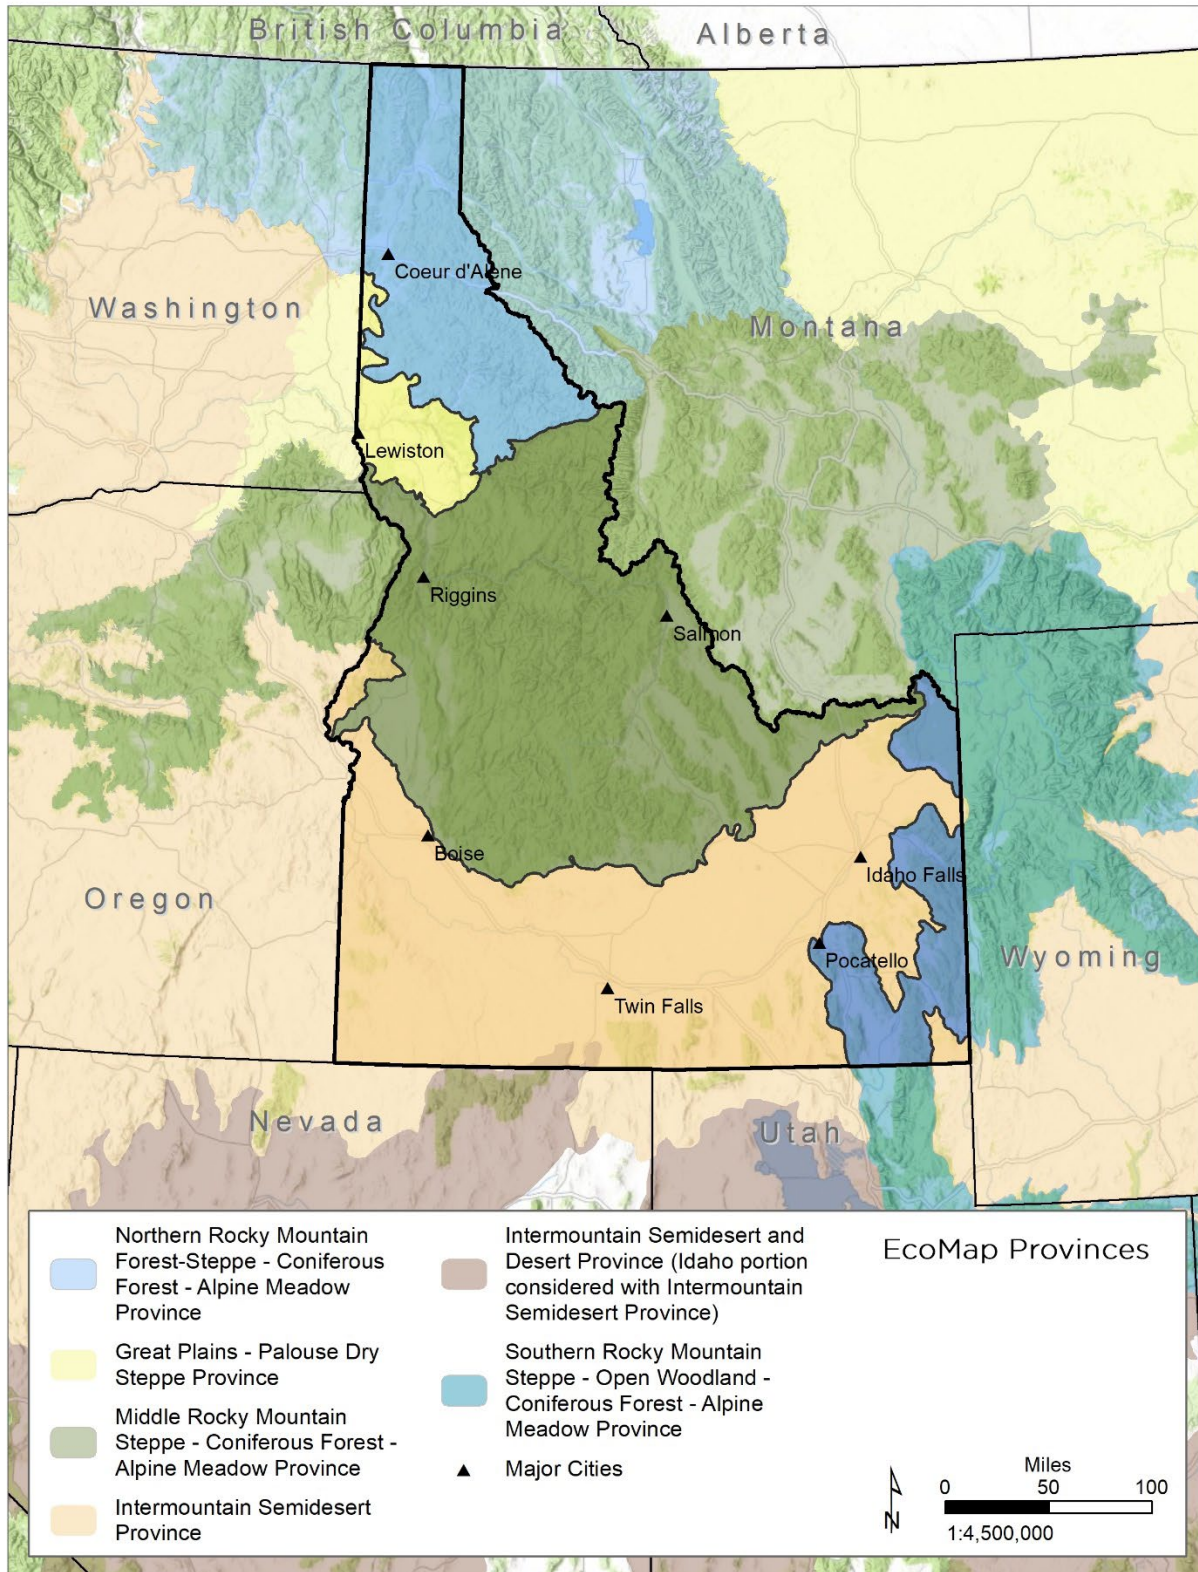 British Columbia
Alberta
Coeur d'Alene
Washington
Montana
Lewiston
Riggins
Salmon
Boise
Idaho Falls
Oregon
Pocatello
Wyoming
Twin Falls
Nevada
Utah
EcoMap Provinces
Northern Rocky Mountain
Forest-Steppe - Coniferous
Forest - Alpine Meadow
Province
Great Plains - Palouse Dry
Steppe Province
Middle Rocky Mountain
Steppe - Coniferous Forest -
Alpine Meadow Province
Intermountain Semidesert
Province
Intermountain Semidesert and
Desert Province (Idaho portion
considered with Intermountain
Semidesert Province)
Southern Rocky Mountain
Steppe - Open Woodland -
Coniferous Forest - Alpine
Meadow Province
Major Cities
N
Miles
0 50 100
1:4,500,000